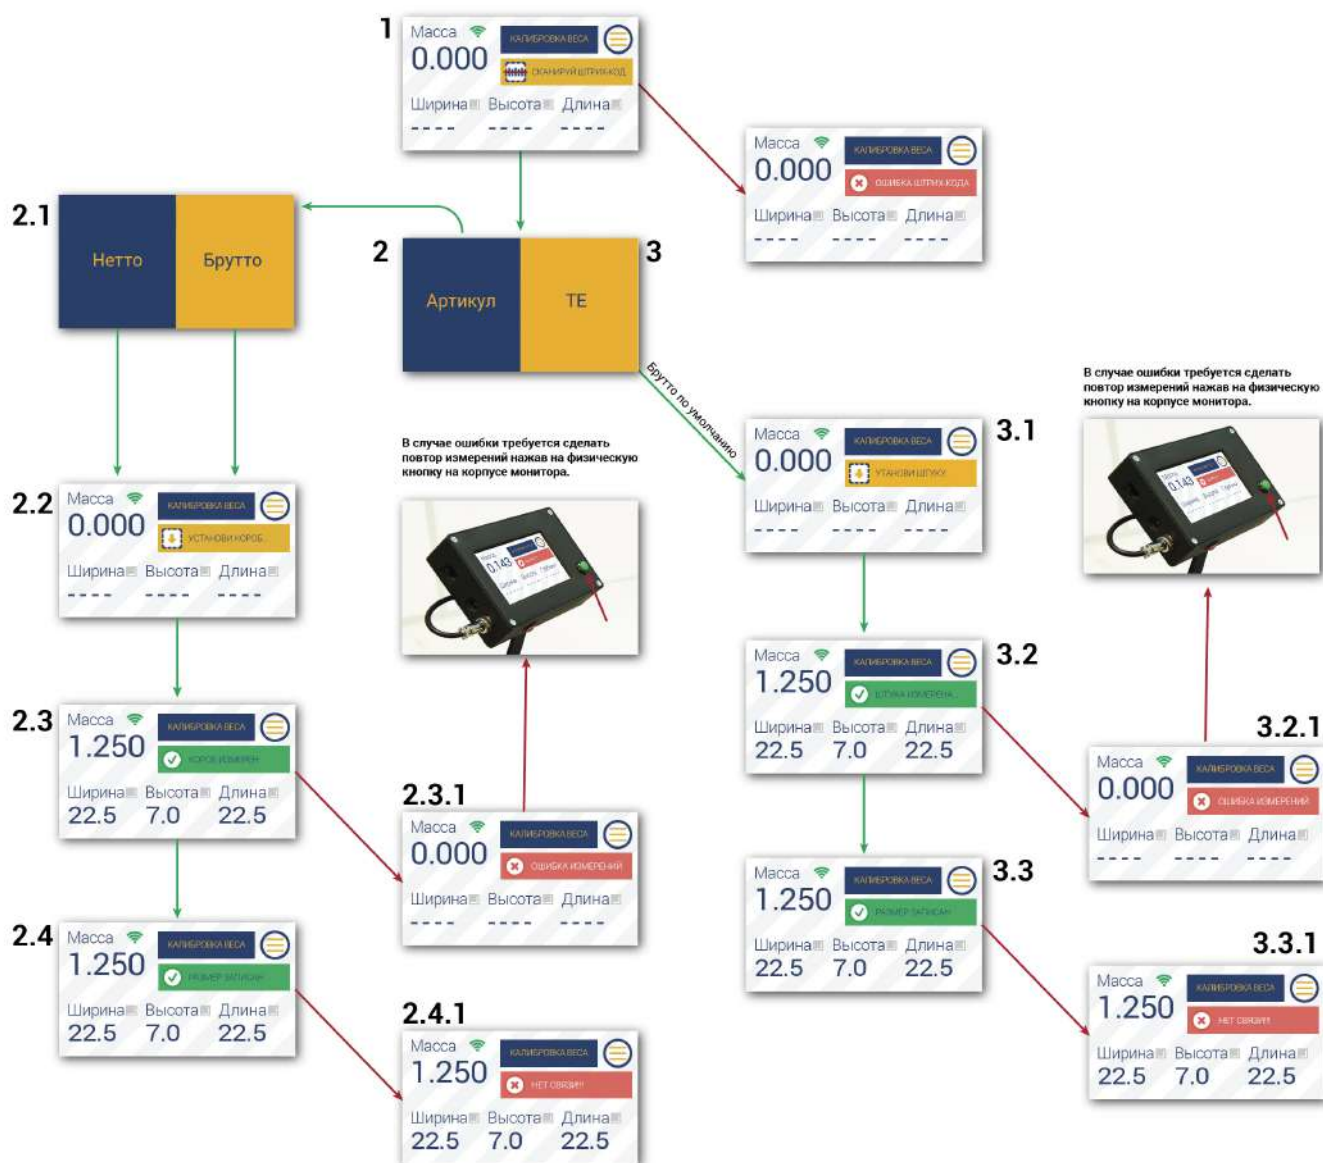 1
Масса
КАЛИБРОВКА ВЕСА
0.000
СКАНИРУЙ ШТРИХ-КОД
Ширина Высота Длина
---- ---- ----
Масса
КАЛИБРОВКА ВЕСА
0.000
ОШИБКА ШТРИХ-КОДА
Ширина Высота Длина
---- ---- ----
2.1
Нетто Брутто
2 3
Артикул ТЕ
Брутто по умолчанию
2.2
Масса
КАЛИБРОВКА ВЕСА
0.000
УСТАНОВИ КОРОБ...
Ширина Высота Длина
---- ---- ----
2.3
Масса
КАЛИБРОВКА ВЕСА
1.250
КОРОБ ИЗМЕРЕН
Ширина Высота Длина
22.5 7.0 22.5
2.4
Масса
КАЛИБРОВКА ВЕСА
1.250
РАЗМЕР ЗАПИСАН
Ширина Высота Длина
22.5 7.0 22.5
В случае ошибки требуется сделать
повтор измерений нажав на физическую
кнопку на корпусе монитора.
Масса
0.143
2.3.1
Масса
КАЛИБРОВКА ВЕСА
0.000
ОШИБКА ИЗМЕРЕНИЙ
Ширина Высота Длина
---- ---- ----
2.4.1
Масса
КАЛИБРОВКА ВЕСА
1.250
НЕТ СВЯЗИ!!!
Ширина Высота Длина
22.5 7.0 22.5
3.1
Масса
КАЛИБРОВКА ВЕСА
0.000
УТАНОВИ ШТУКУ
Ширина Высота Длина
---- ---- ----
3.2
Масса
КАЛИБРОВКА ВЕСА
1.250
ШТУКА ИЗМЕРЕНА...
Ширина Высота Длина
22.5 7.0 22.5
3.3
Масса
КАЛИБРОВКА ВЕСА
1.250
РАЗМЕР ЗАПИСАН
Ширина Высота Длина
22.5 7.0 22.5
В случае ошибки требуется сделать
повтор измерений нажав на физическую
кнопку на корпусе монитора.
Масса
0.143
3.2.1
Масса
КАЛИБРОВКА ВЕСА
0.000
ОШИБКА ИЗМЕРЕНИЙ
Ширина Высота Длина
---- ---- ----
3.3.1
Масса
КАЛИБРОВКА ВЕСА
1.250
НЕТ СВЯЗИ!!!
Ширина Высота Длина
22.5 7.0 22.5